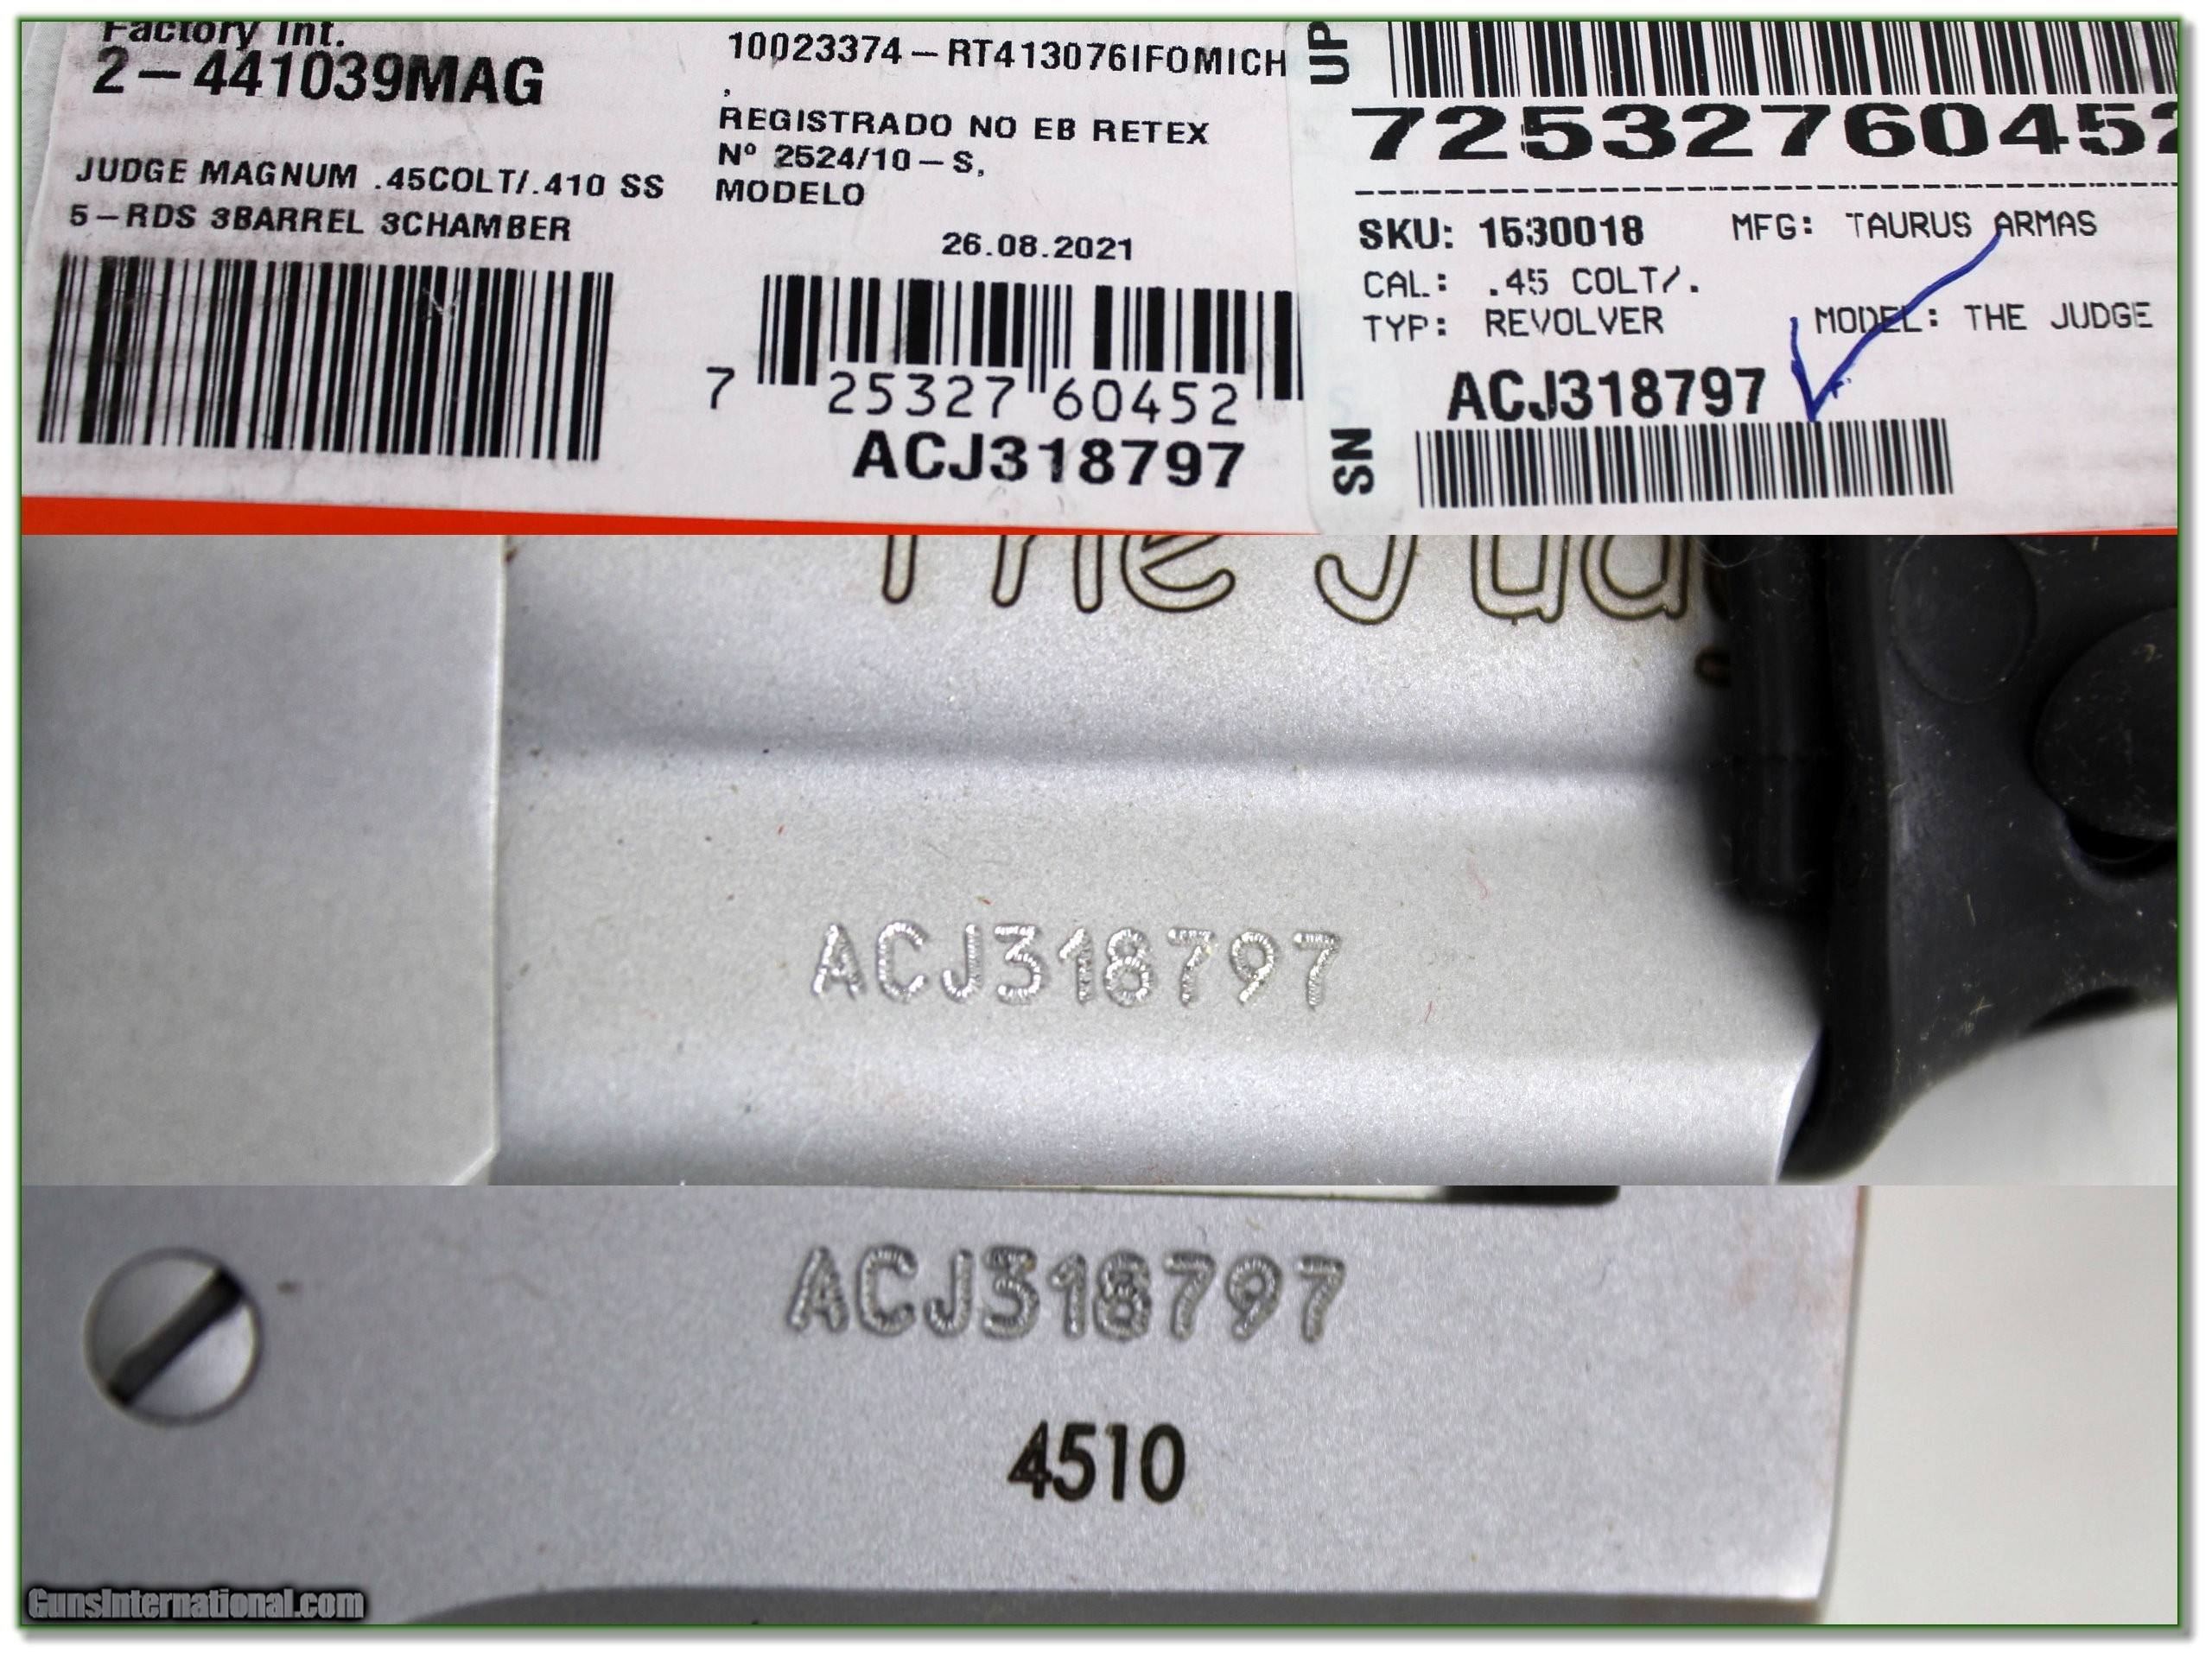 Factory Int.
2-441039MAG
JUDGE MAGNUM .45COLT/.410 SS
5-RDS 3BARREL 3CHAMBER
10023374-RT413076IFOMICH
,
REGISTRADO NO EB RETEX
Nº 2524/10-S,
MODELO
26.08.2021
7 25327 60452
ACJ318797
UP
72532760452
SKU: 1530018 MFG: TAURUS ARMAS
CAL: .45 COLT/.
TYP: REVOLVER MODEL: THE JUDGE
ACJ318797
SN
The Jud
ACJ318797
ACJ318797
4510
GunsInternational.com